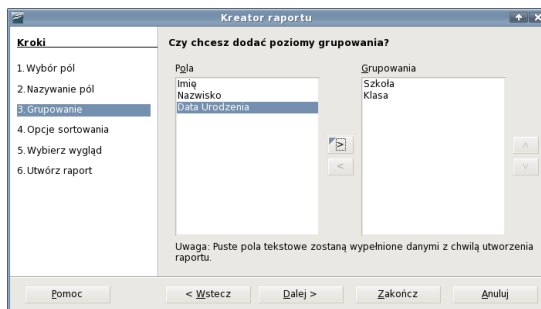 Kreator raportu
Kroki
1. Wybór pól
2. Nazywanie pól
3. Grupowanie
4. Opcje sortowania
5. Wybierz wygląd
6. Utwórz raport
Czy chcesz dodać poziomy grupowania?
Pola
Imię
Nazwisko
Data Urodzenia
>
<
Grupowania
Szkoła
Klasa
Uwaga: Puste pola tekstowe zostaną wypełnione danymi z chwilą utworzenia
raportu.
Pomoc
< Wstecz
Dalej >
Zakończ
Anuluj